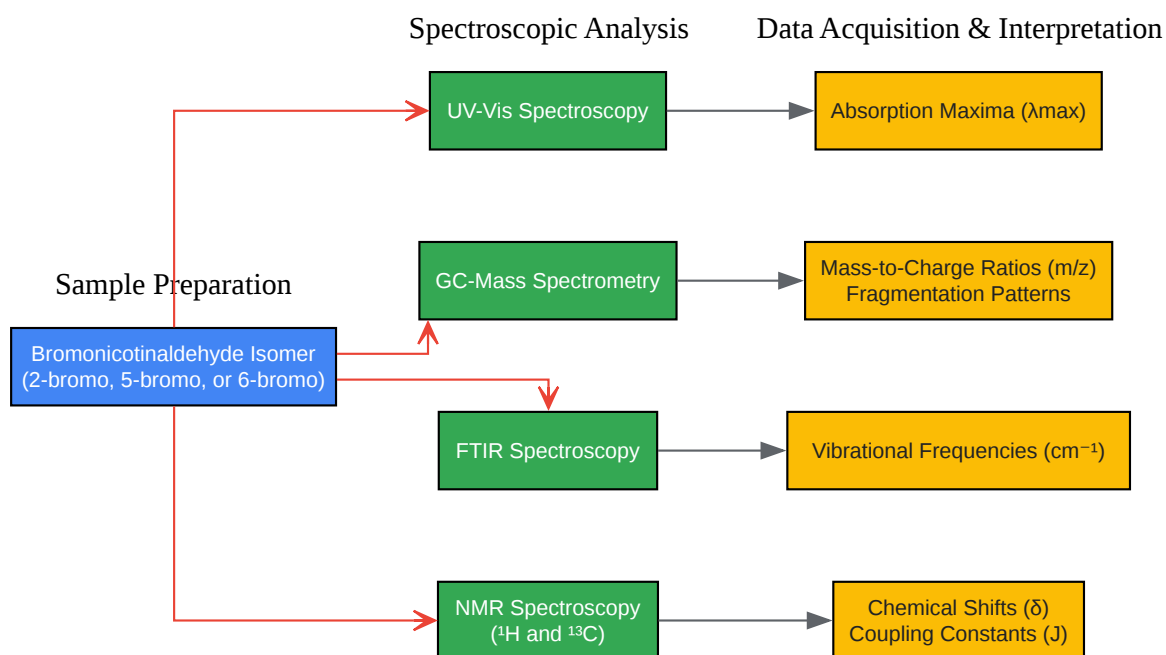 Spectroscopic Analysis
Data Acquisition & Interpretation
UV-Vis Spectroscopy
Absorption Maxima (λmax)
Sample Preparation
GC-Mass Spectrometry
Mass-to-Charge Ratios (m/z)
Fragmentation Patterns
Bromonicotinaldehyde Isomer
(2-bromo, 5-bromo, or 6-bromo)
FTIR Spectroscopy
Vibrational Frequencies (cm⁻¹)
NMR Spectroscopy
(¹H and ¹³C)
Chemical Shifts (δ)
Coupling Constants (J)